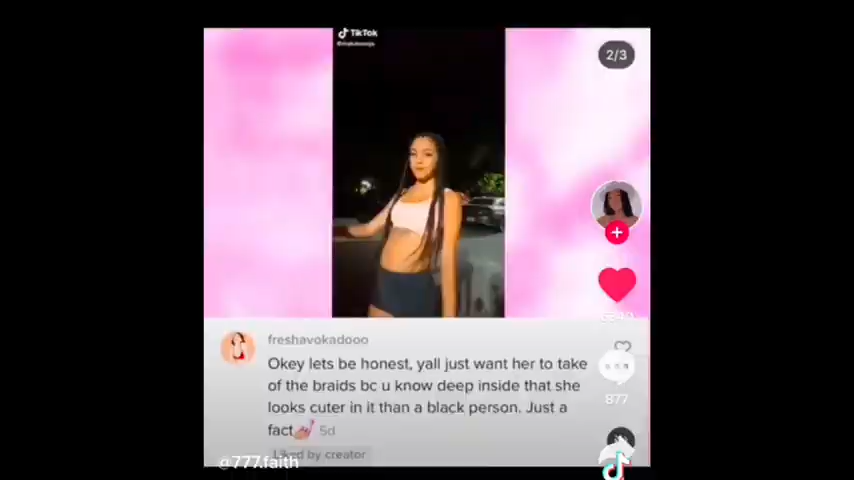 TikTok
2/3
freshavokadooo
Okey lets be honest, yall just want her to take
of the braids bc u know deep inside that she
looks cuter in it than a black person. Just a
fact💅🏼 5d
Liked by creator
877
@777.faith